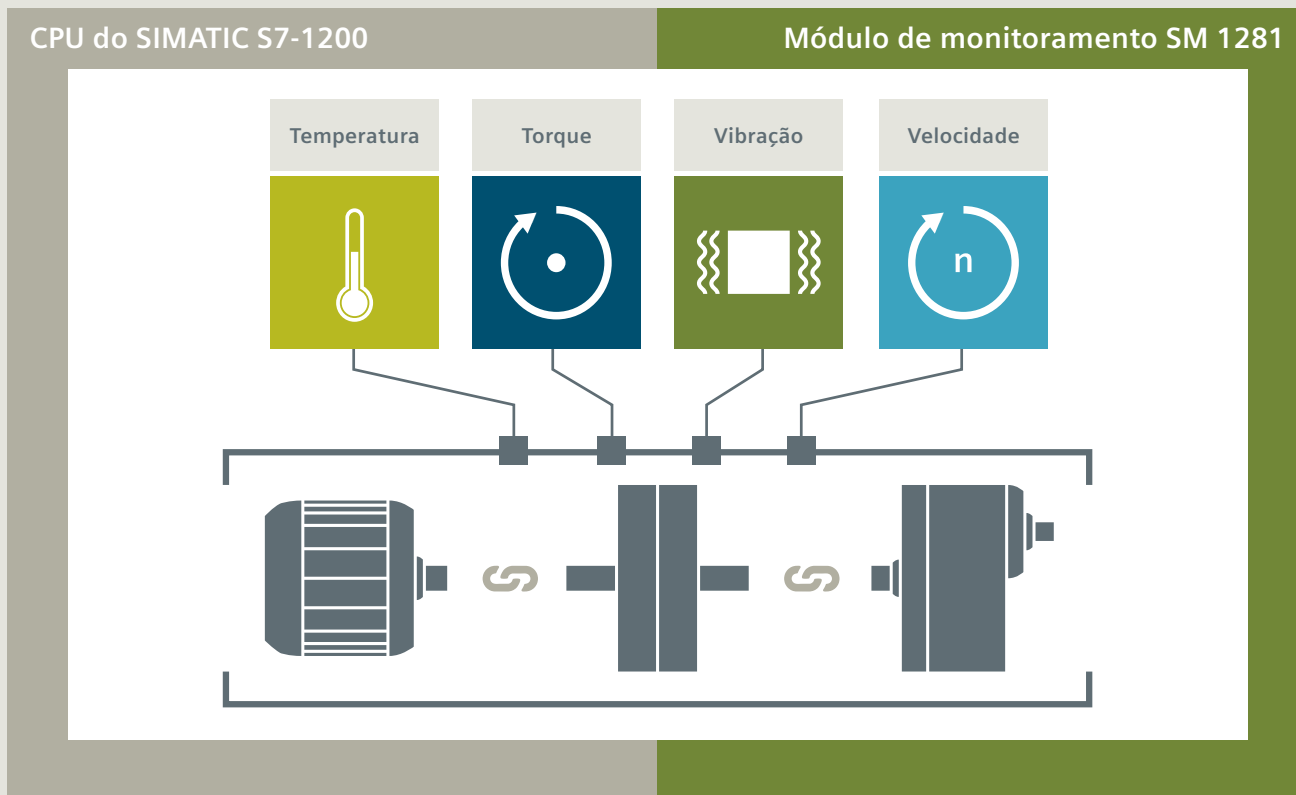 CPU do SIMATIC S7-1200
Módulo de monitoramento SM 1281
Temperatura
Torque
Vibração
Velocidade
n